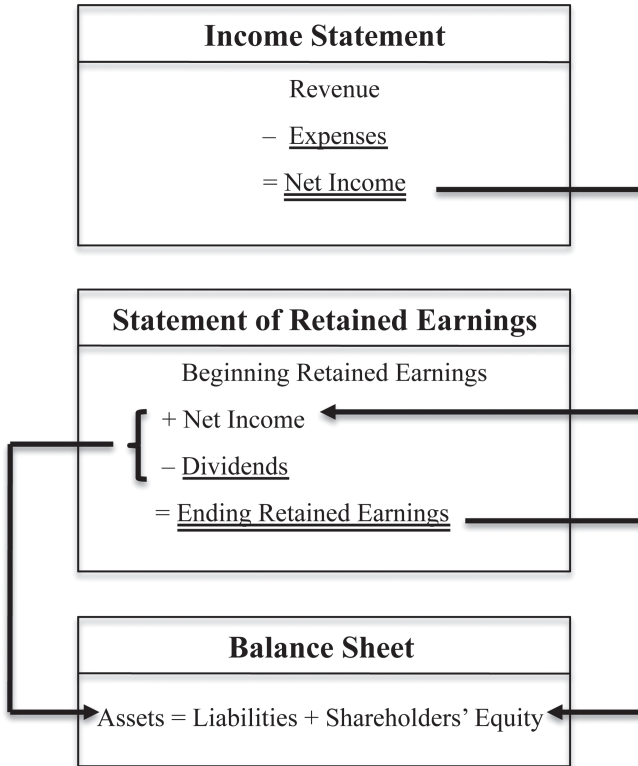 Income Statement
Revenue
– Expenses
= Net Income
Statement of Retained Earnings
Beginning Retained Earnings
+ Net Income
– Dividends
= Ending Retained Earnings
Balance Sheet
Assets = Liabilities + Shareholders’ Equity